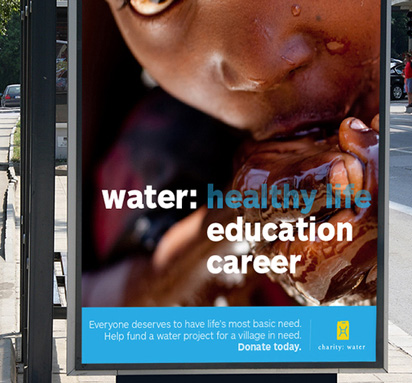 water: healthy life
education
career
Everyone deserves to have life's most basic need.
Help fund a water project for a village in need.
Donate today.
charity: water